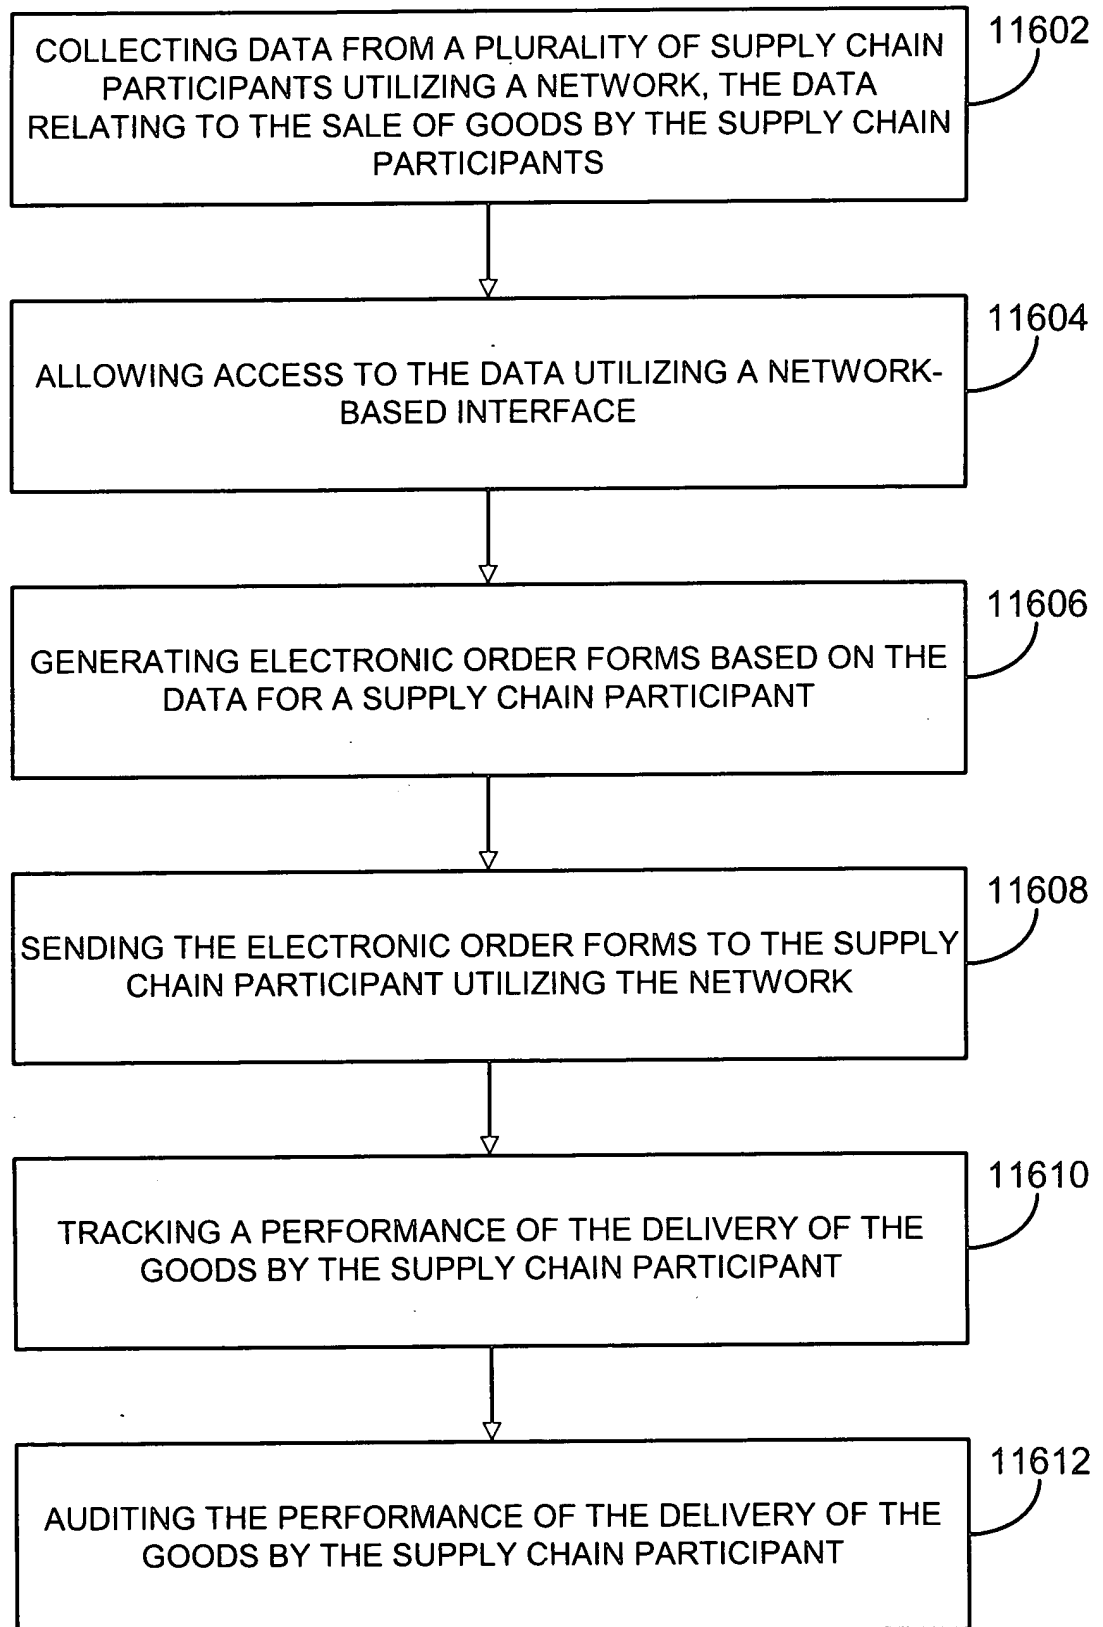 11602
COLLECTING DATA FROM A PLURALITY OF SUPPLY CHAIN
PARTICIPANTS UTILIZING A NETWORK, THE DATA
RELATING TO THE SALE OF GOODS BY THE SUPPLY CHAIN
PARTICIPANTS
11604
ALLOWING ACCESS TO THE DATA UTILIZING A NETWORK-
BASED INTERFACE
11606
GENERATING ELECTRONIC ORDER FORMS BASED ON THE
DATA FOR A SUPPLY CHAIN PARTICIPANT
11608
SENDING THE ELECTRONIC ORDER FORMS TO THE SUPPLY
CHAIN PARTICIPANT UTILIZING THE NETWORK
11610
TRACKING A PERFORMANCE OF THE DELIVERY OF THE
GOODS BY THE SUPPLY CHAIN PARTICIPANT
11612
AUDITING THE PERFORMANCE OF THE DELIVERY OF THE
GOODS BY THE SUPPLY CHAIN PARTICIPANT